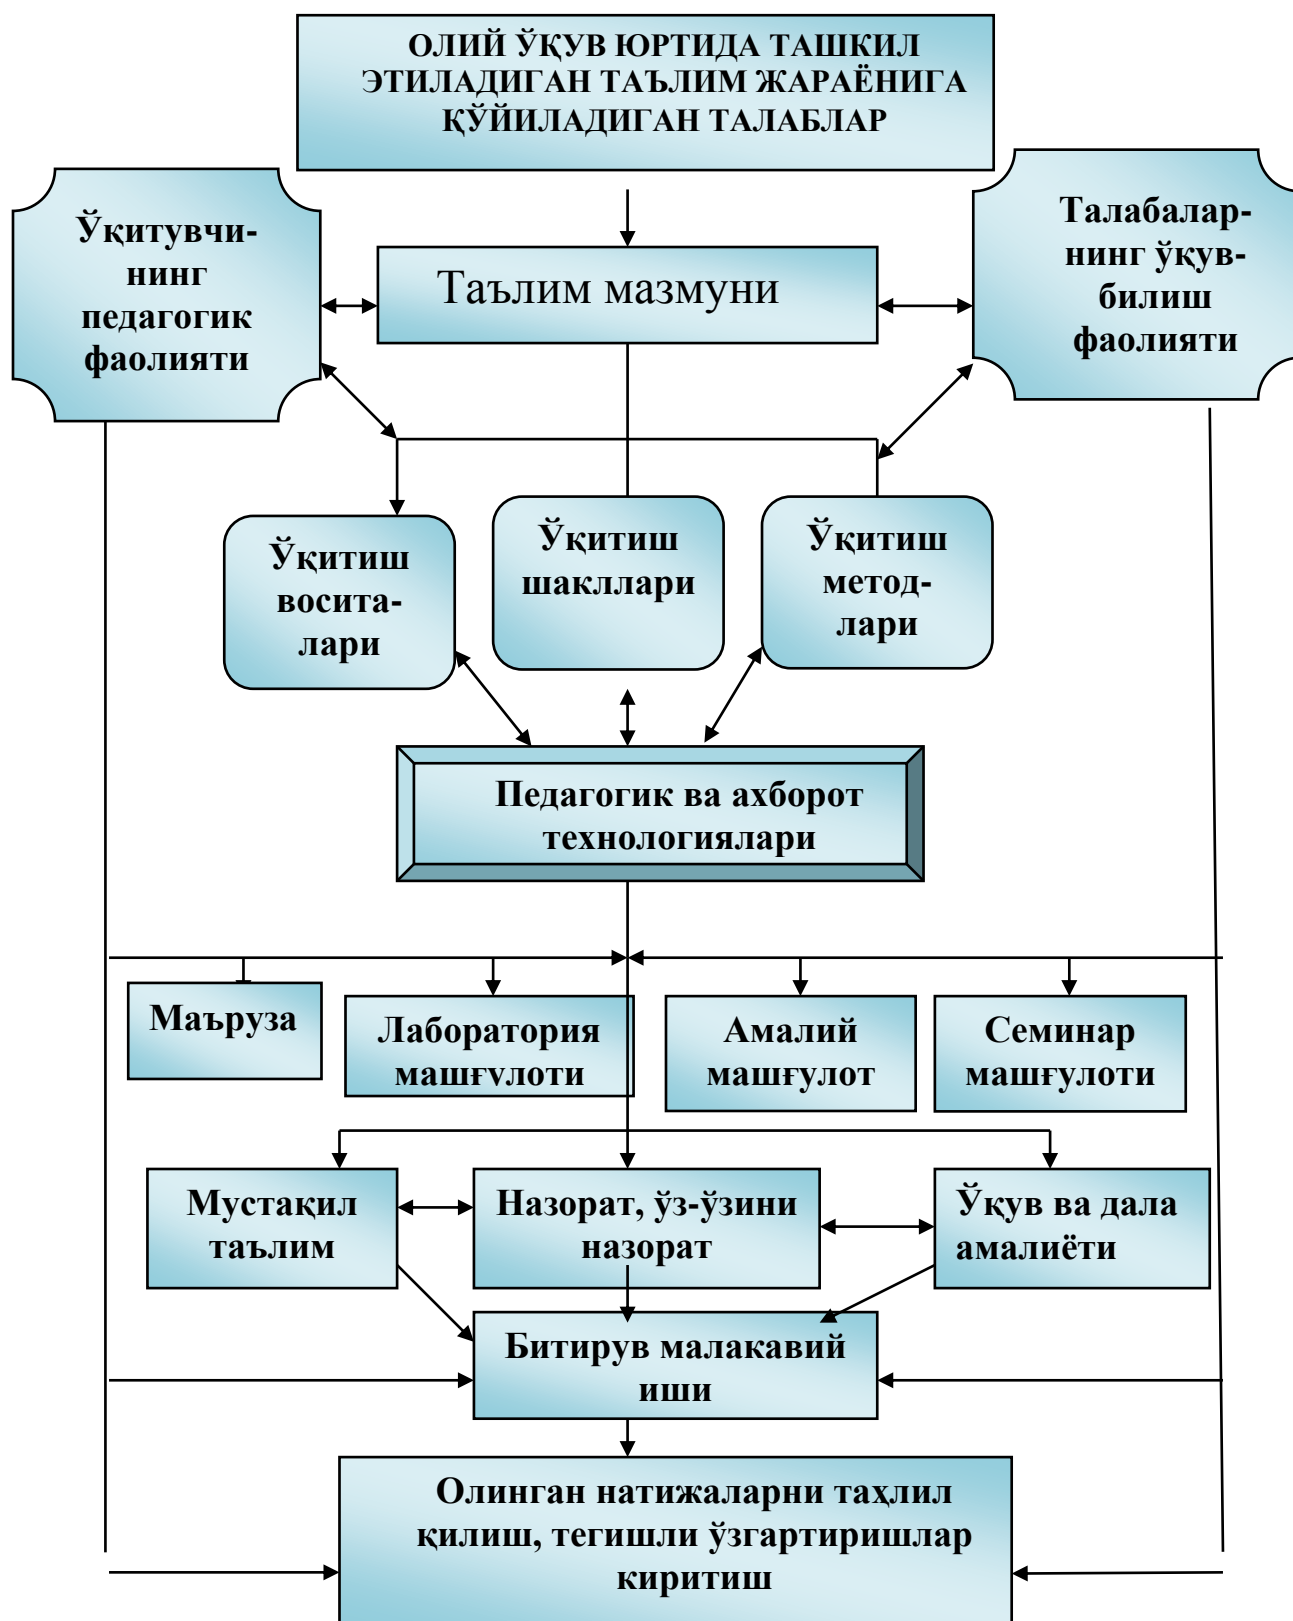 ОЛИЙ ЎҚУВ ЮРТИДА ТАШКИЛ
ЭТИЛАДИГАН ТАЪЛИМ ЖАРАЁНИГА
ҚЎЙИЛАДИГАН ТАЛАБЛАР
Ўқитувчи-
нинг
педагогик
фаолияти
Таълим мазмуни
Талабалар-
нинг ўқув-
билиш
фаолияти
Ўқитиш
восита-
лари
Ўқитиш
шакллари
Ўқитиш
метод-
лари
Педагогик ва ахборот
технологиялари
Маъруза
Лаборатория
машғулоти
Амалий
машғулот
Семинар
машғулоти
Мустақил
таълим
Назорат, ўз-ўзини
назорат
Ўқув ва дала
амалиёти
Битирув малакавий
иши
Олинган натижаларни таҳлил
қилиш, тегишли ўзгартиришлар
киритиш